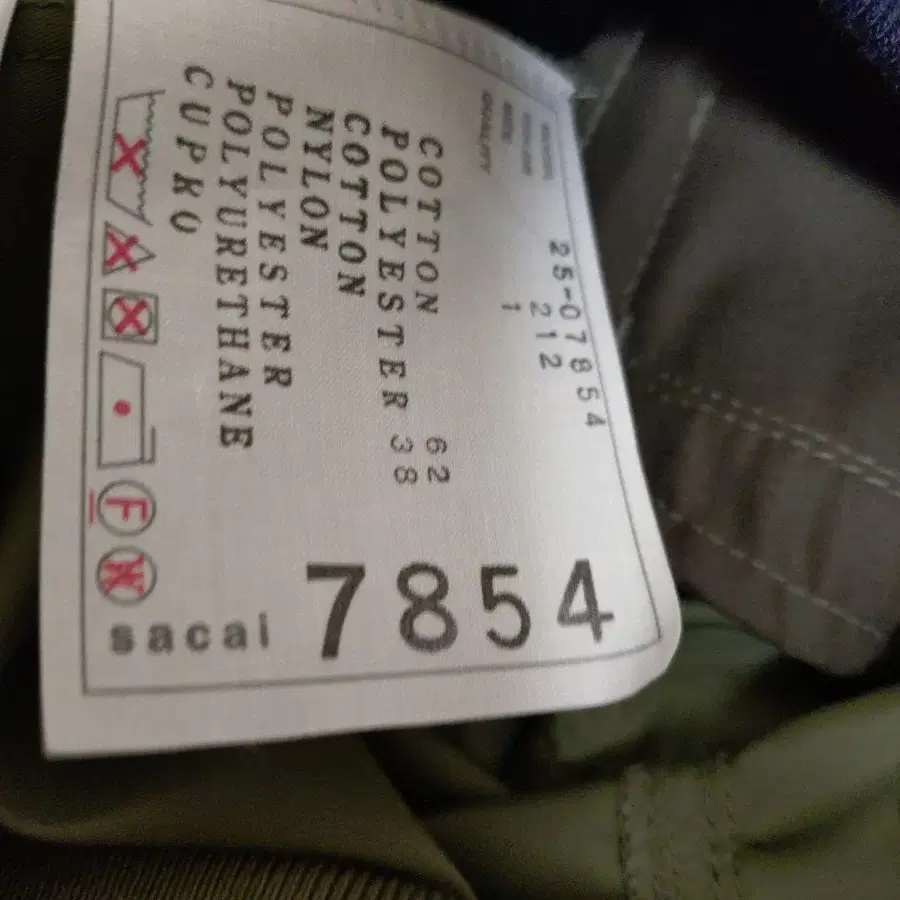 25-07854
212
1
QUALITY
COTTON 62
POLYESTER 38
COTTON
NYLON
POLYESTER
POLYURETHANE
CUPRO
F W
sacai 7854